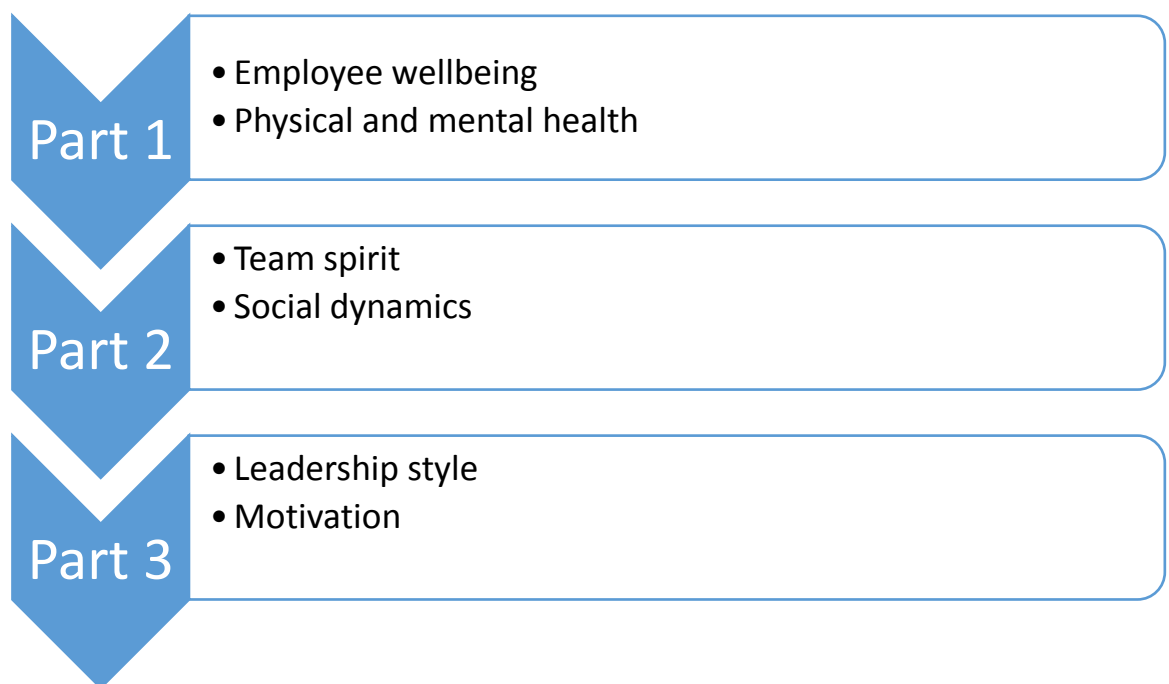 Part 1
• Employee wellbeing
• Physical and mental health
Part 2
• Team spirit
• Social dynamics
Part 3
• Leadership style
• Motivation